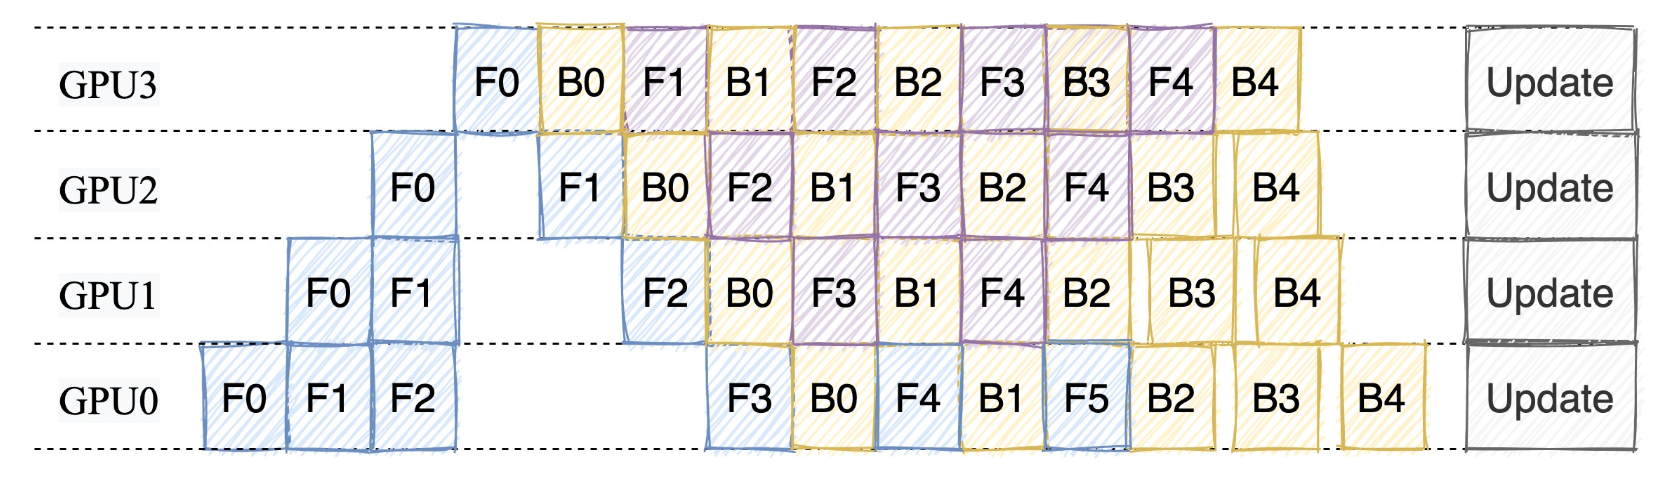 GPU3 F0 B0 F1 B1 F2 B2 F3 B3 F4 B4 Update
GPU2 F0 F1 B0 F2 B1 F3 B2 F4 B3 B4 Update
GPU1 F0 F1 F2 B0 F3 B1 F4 B2 B3 B4 Update
GPU0 F0 F1 F2 F3 B0 F4 B1 F5 B2 B3 B4 Update